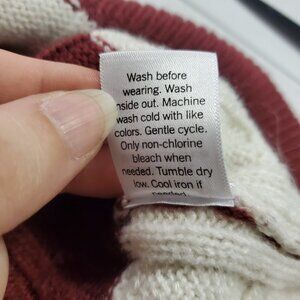 Wash before
wearing. Wash
inside out. Machine
wash cold with like
colors. Gentle cycle.
Only non-chlorine
bleach when
needed. Tumble dry
low. Cool iron if
needed